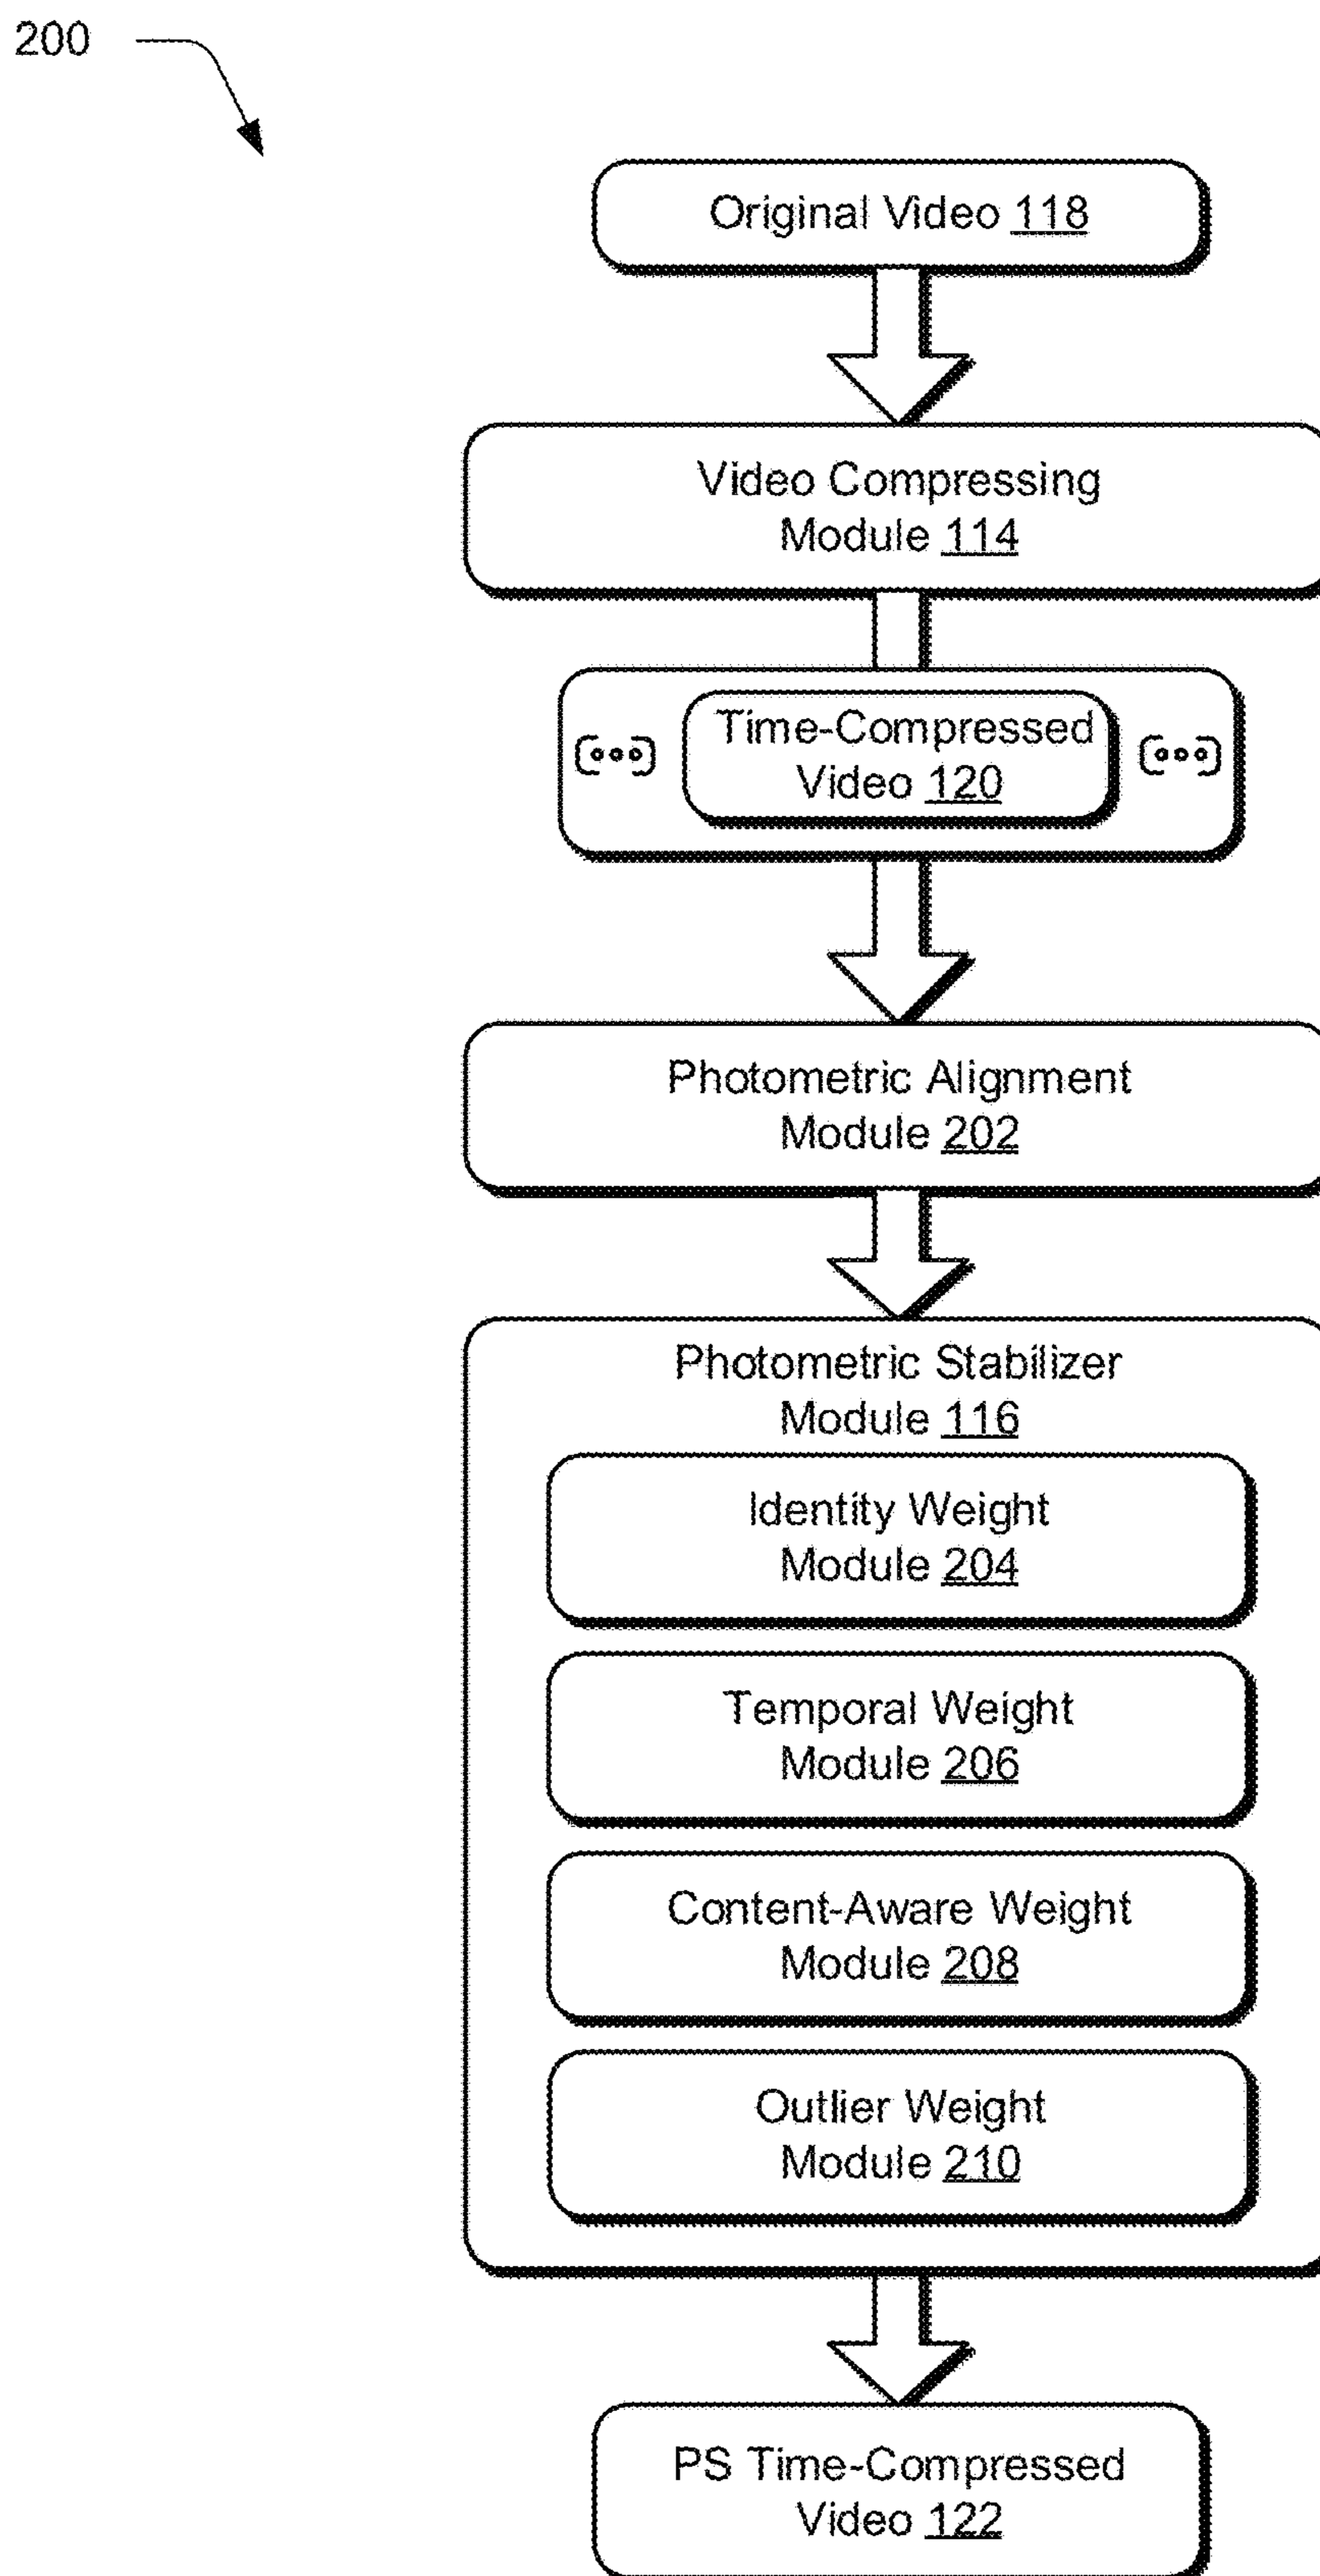 200
Original Video 118
Video Compressing
Module 114
Time-Compressed
Video 120
Photometric Alignment
Module 202
Photometric Stabilizer
Module 116
Identity Weight
Module 204
Temporal Weight
Module 206
Content-Aware Weight
Module 208
Outlier Weight
Module 210
PS Time-Compressed
Video 122